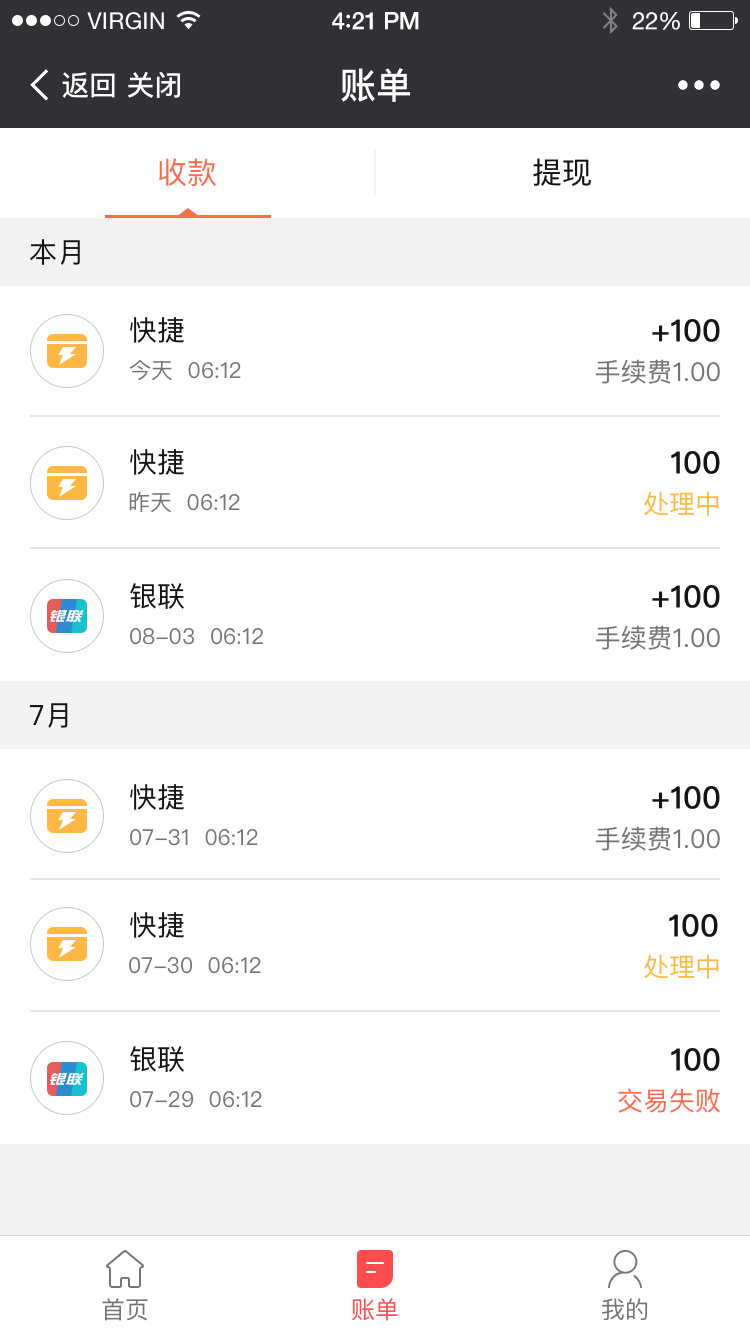 VIRGIN 4:21 PM 22%
返回 关闭 账单
收款 提现
本月
快捷 +100
今天 06:12 手续费1.00
快捷 100
昨天 06:12 处理中
银联 +100
银联
08-03 06:12 手续费1.00
7月
快捷 +100
07-31 06:12 手续费1.00
快捷 100
07-30 06:12 处理中
银联 100
银联
07-29 06:12 交易失败
首页 账单 我的